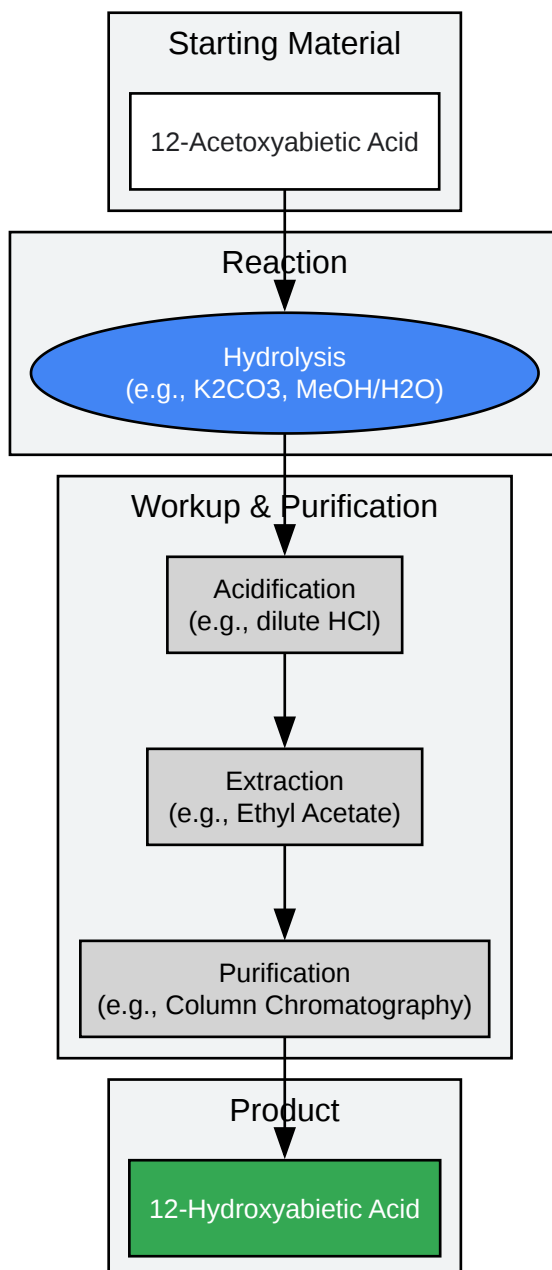 Starting Material
12-Acetoxyabietic Acid
Reaction
Hydrolysis
(e.g., K2CO3, MeOH/H2O)
Workup & Purification
Acidification
(e.g., dilute HCl)
Extraction
(e.g., Ethyl Acetate)
Purification
(e.g., Column Chromatography)
Product
12-Hydroxyabietic Acid